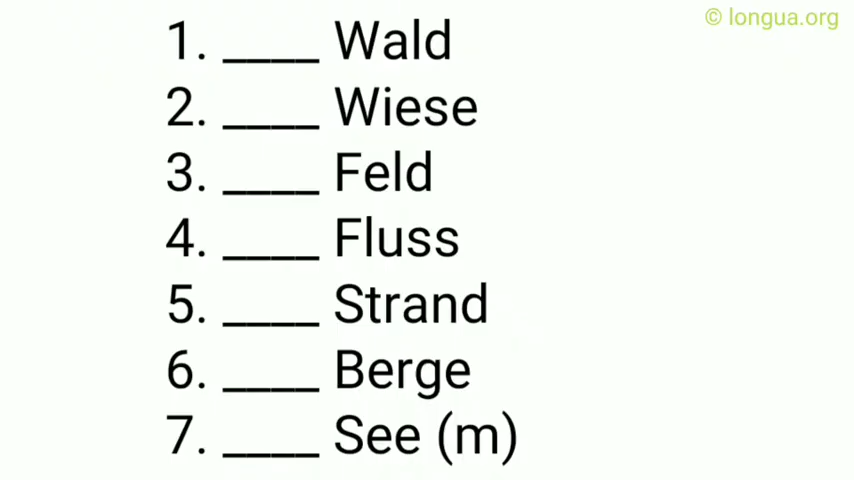 © longua.org
1. ____ Wald
2. ____ Wiese
3. ____ Feld
4. ____ Fluss
5. ____ Strand
6. ____ Berge
7. ____ See (m)